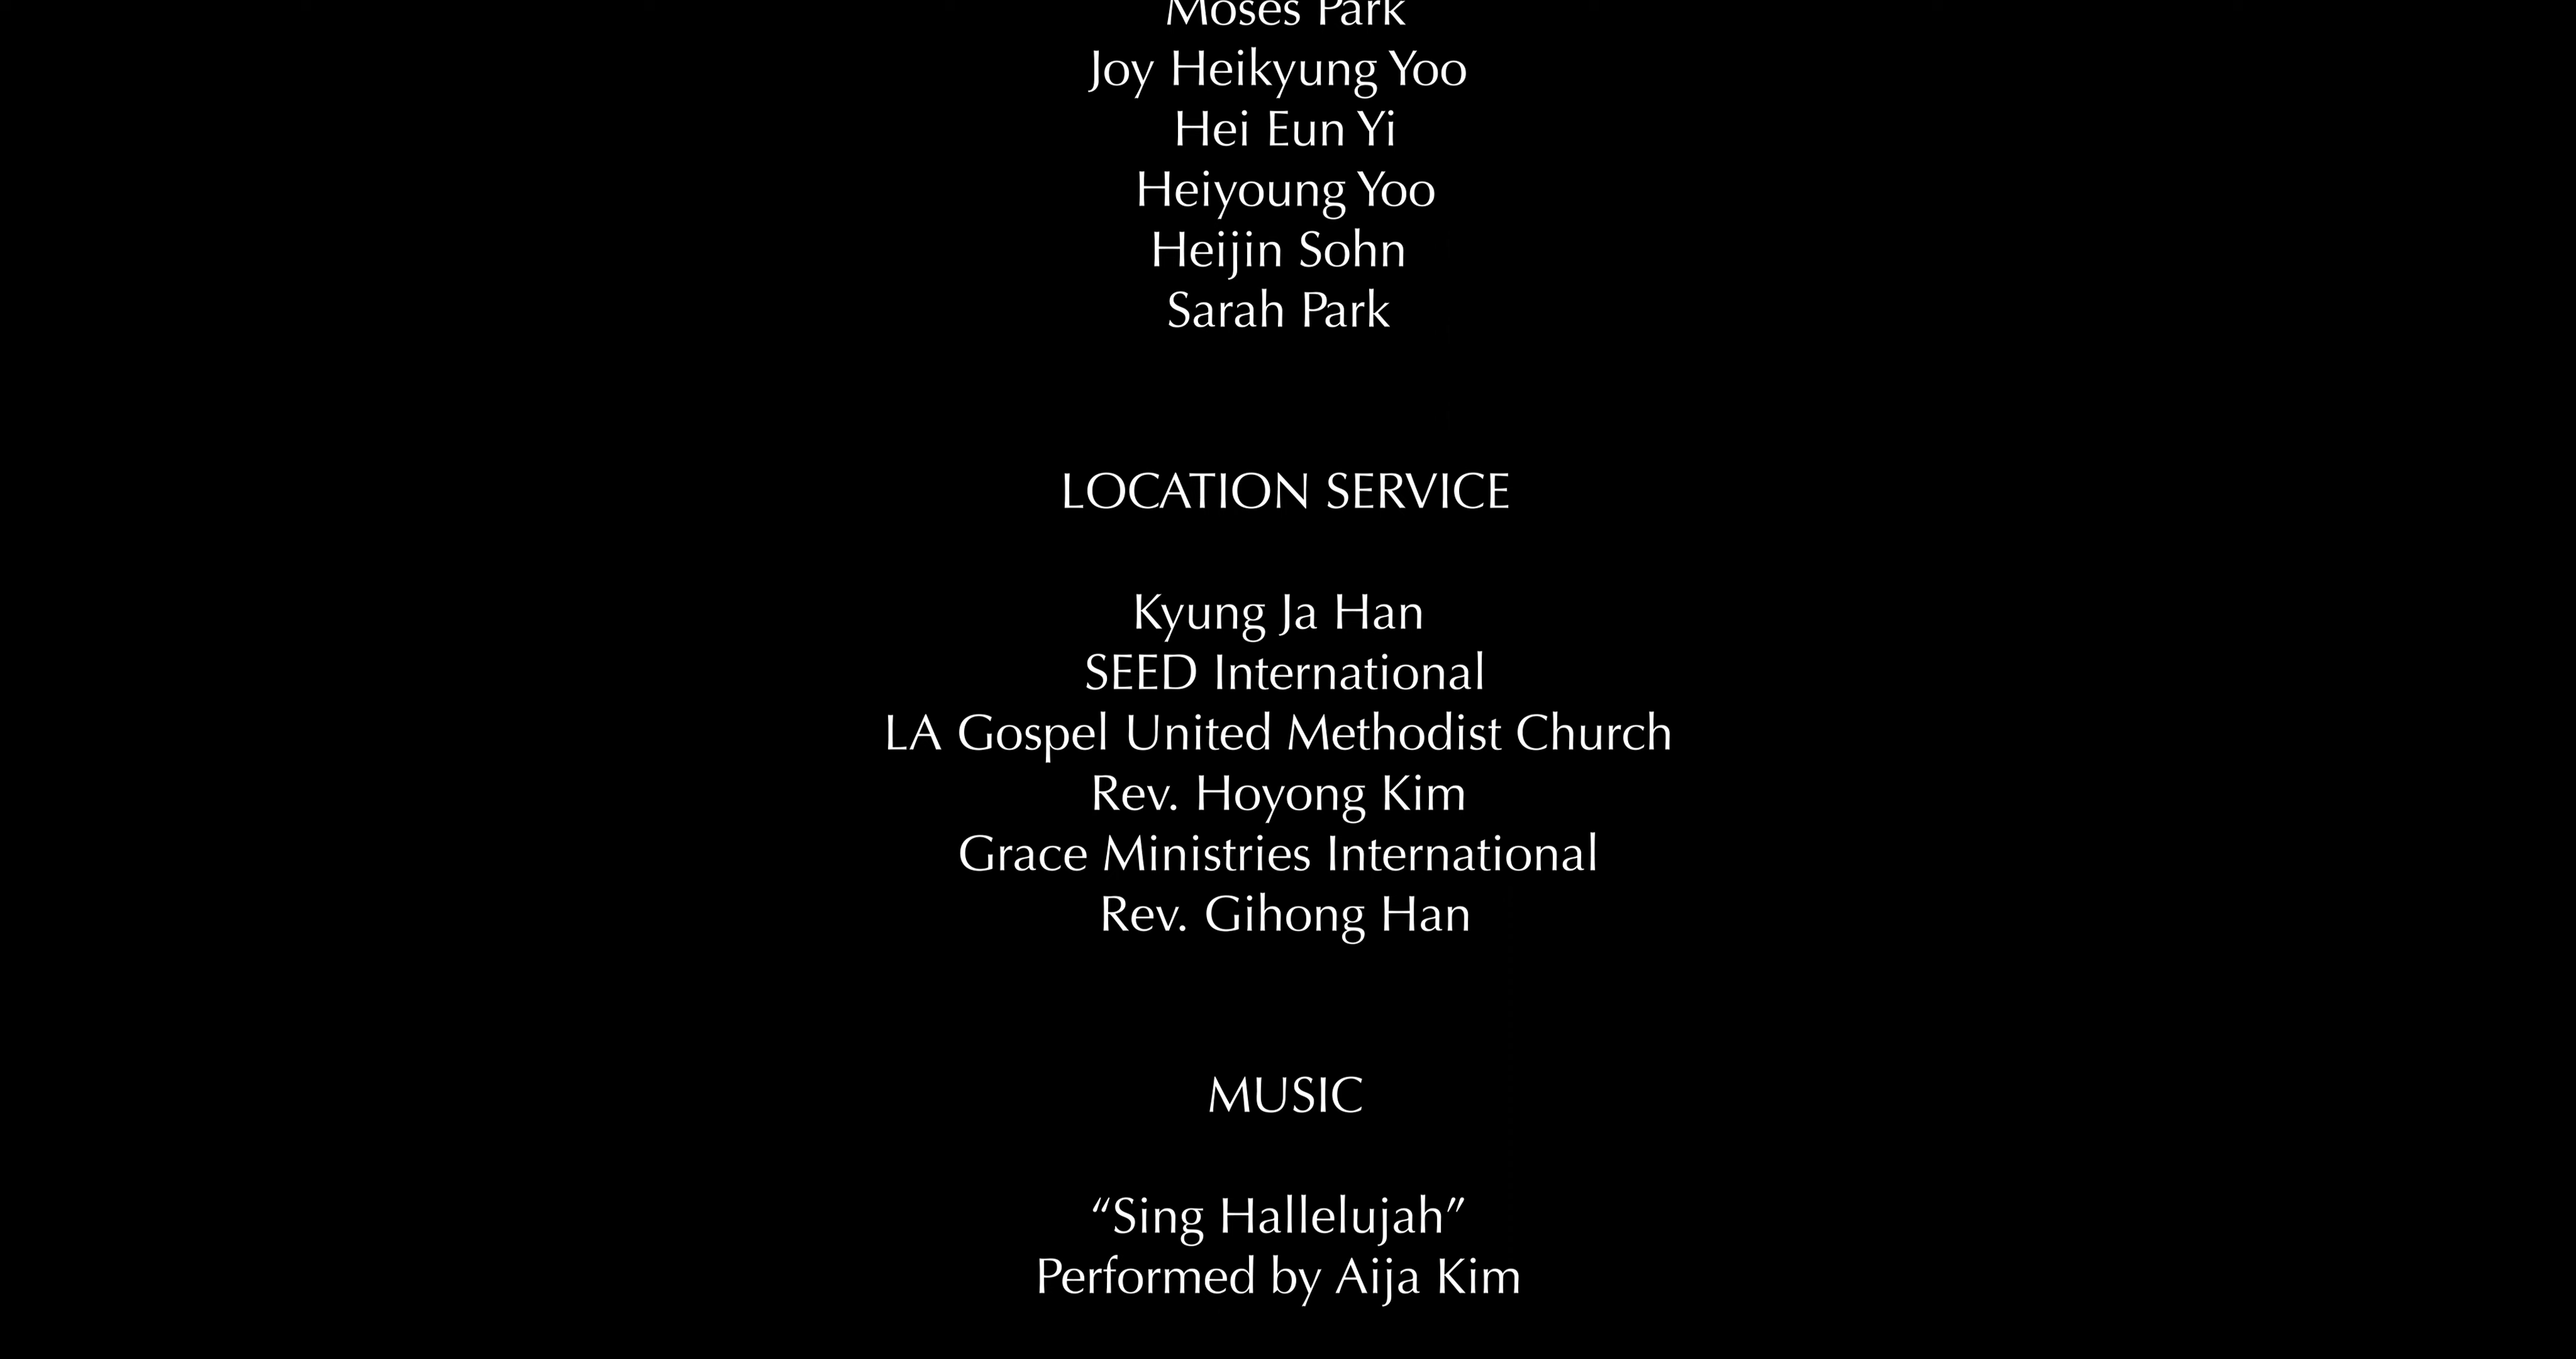 Moses Park
Joy Heikyung Yoo
Hei Eun Yi
Heiyoung Yoo
Heijin Sohn
Sarah Park
LOCATION SERVICE
Kyung Ja Han
SEED International
LA Gospel United Methodist Church
Rev. Hoyong Kim
Grace Ministries International
Rev. Gihong Han
MUSIC
“Sing Hallelujah”
Performed by Aija Kim